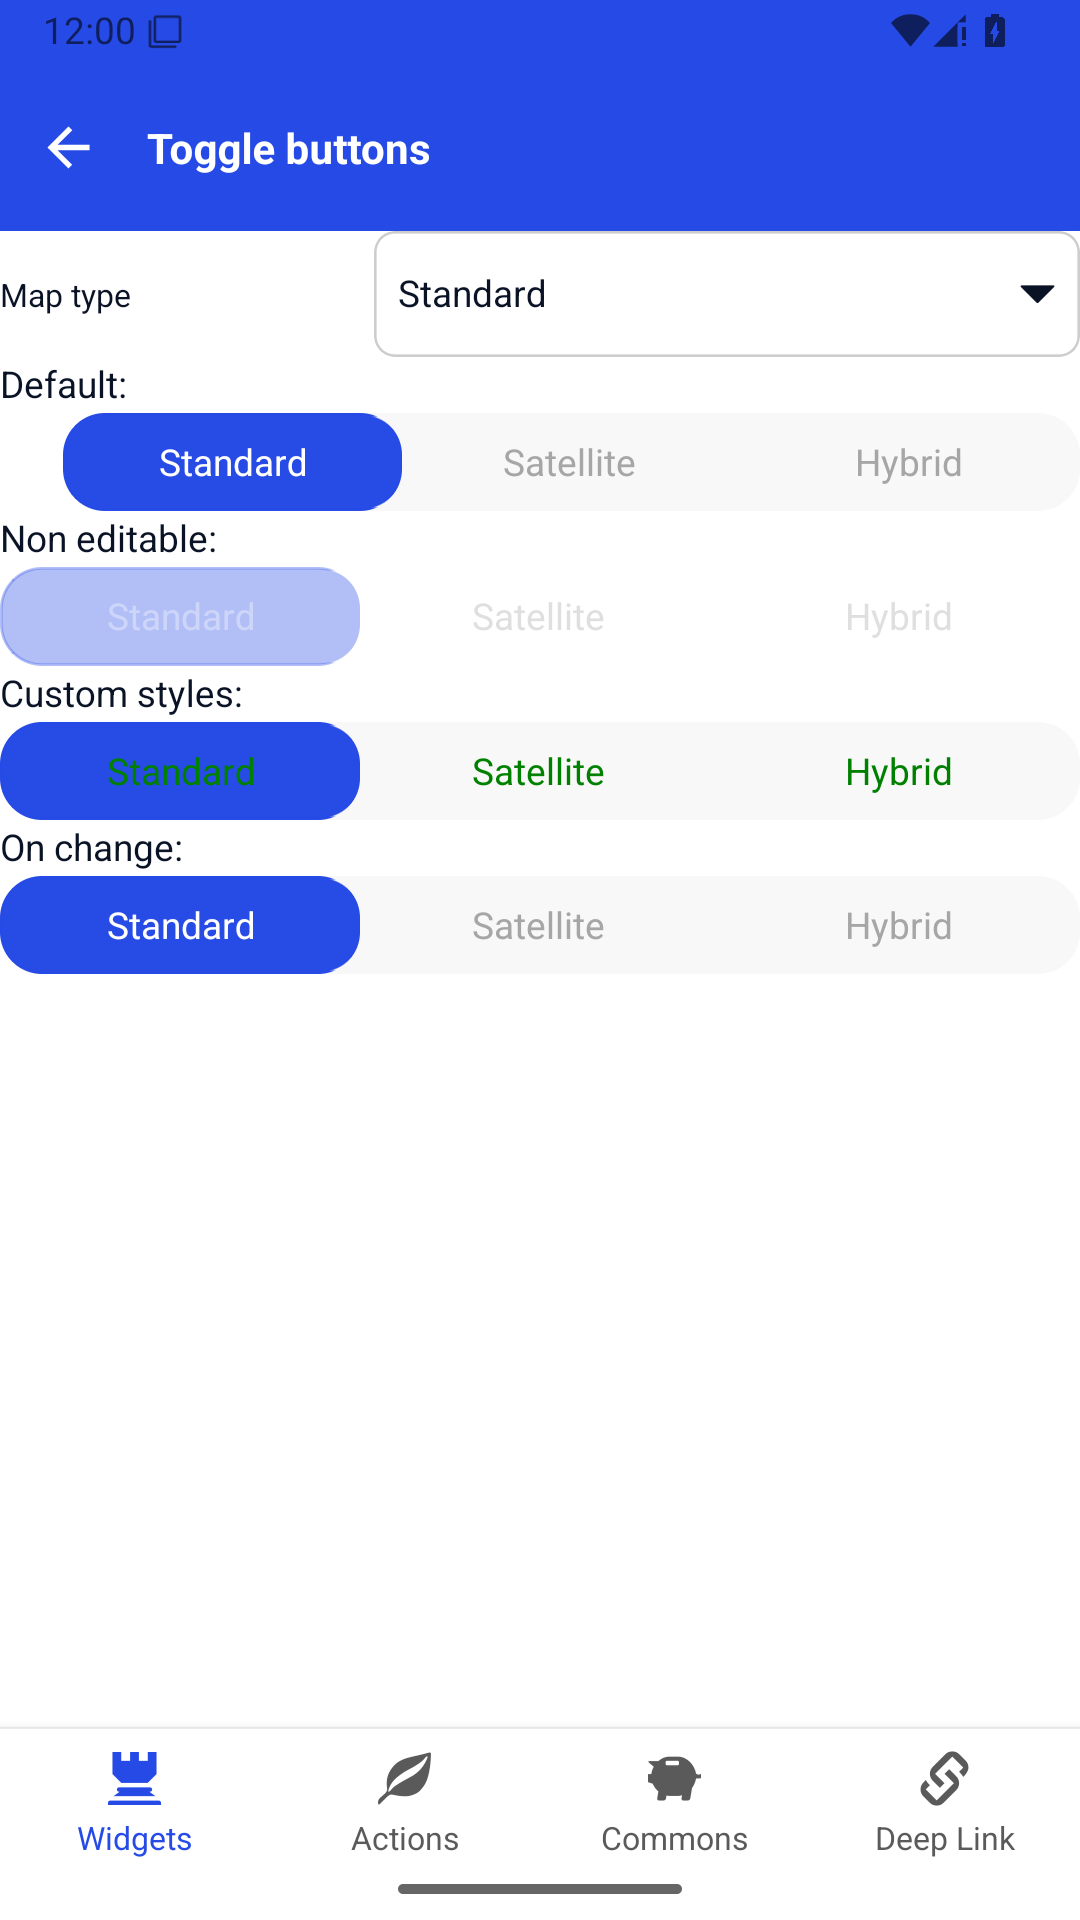 12:00
Toggle buttons
Map type
Standard
Default:
Standard Satellite Hybrid
Non editable:
Standard Satellite Hybrid
Custom styles:
Standard Satellite Hybrid
On change:
Standard Satellite Hybrid
Widgets Actions Commons Deep Link